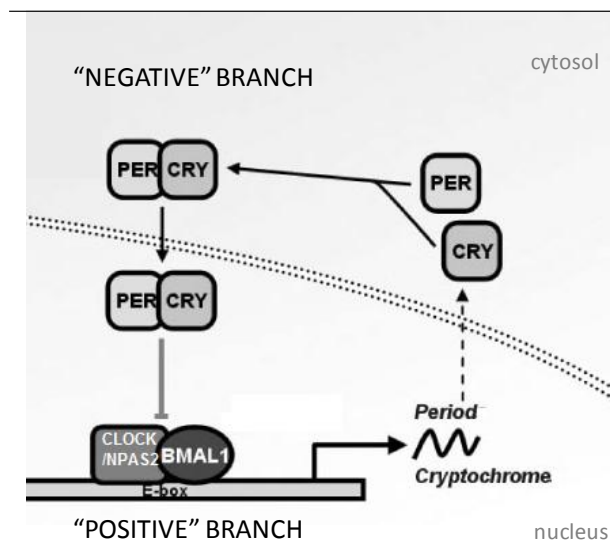 "NEGATIVE" BRANCH
cytosol
PER CRY
PER
CRY
PER CRY
Period
CLOCK
/NPAS2 BMAL1
Cryptochrome
E-box
"POSITIVE" BRANCH
nucleus